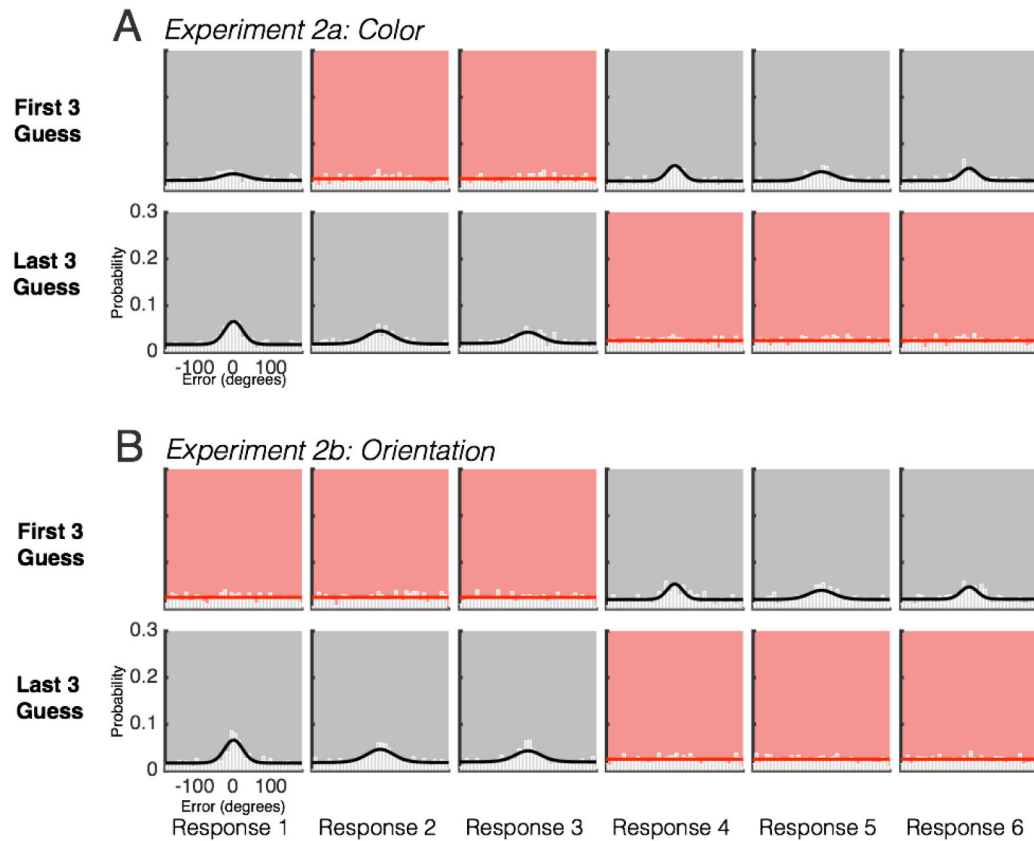 A Experiment 2a: Color
First 3
Guess
Last 3
Guess
Probability
0.3
0.2
0.1
0
-100 0 100
Error (degrees)
B Experiment 2b: Orientation
First 3
Guess
Last 3
Guess
Probability
0.3
0.2
0.1
0
-100 0 100
Error (degrees)
Response 1 Response 2 Response 3 Response 4 Response 5 Response 6